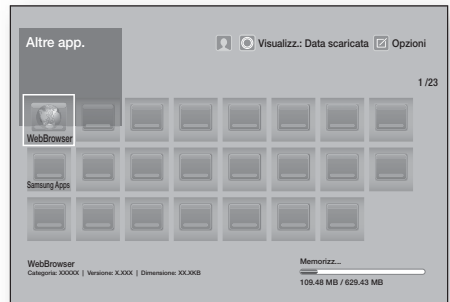 Altre app.
Visualizz.: Data scaricata
Opzioni
1 /23
WebBrowser
Samsung Apps
WebBrowser
Categoria: XXXXX | Versione: X.XXX | Dimensione: XX.XKB
Memorizz...
109.48 MB / 629.43 MB